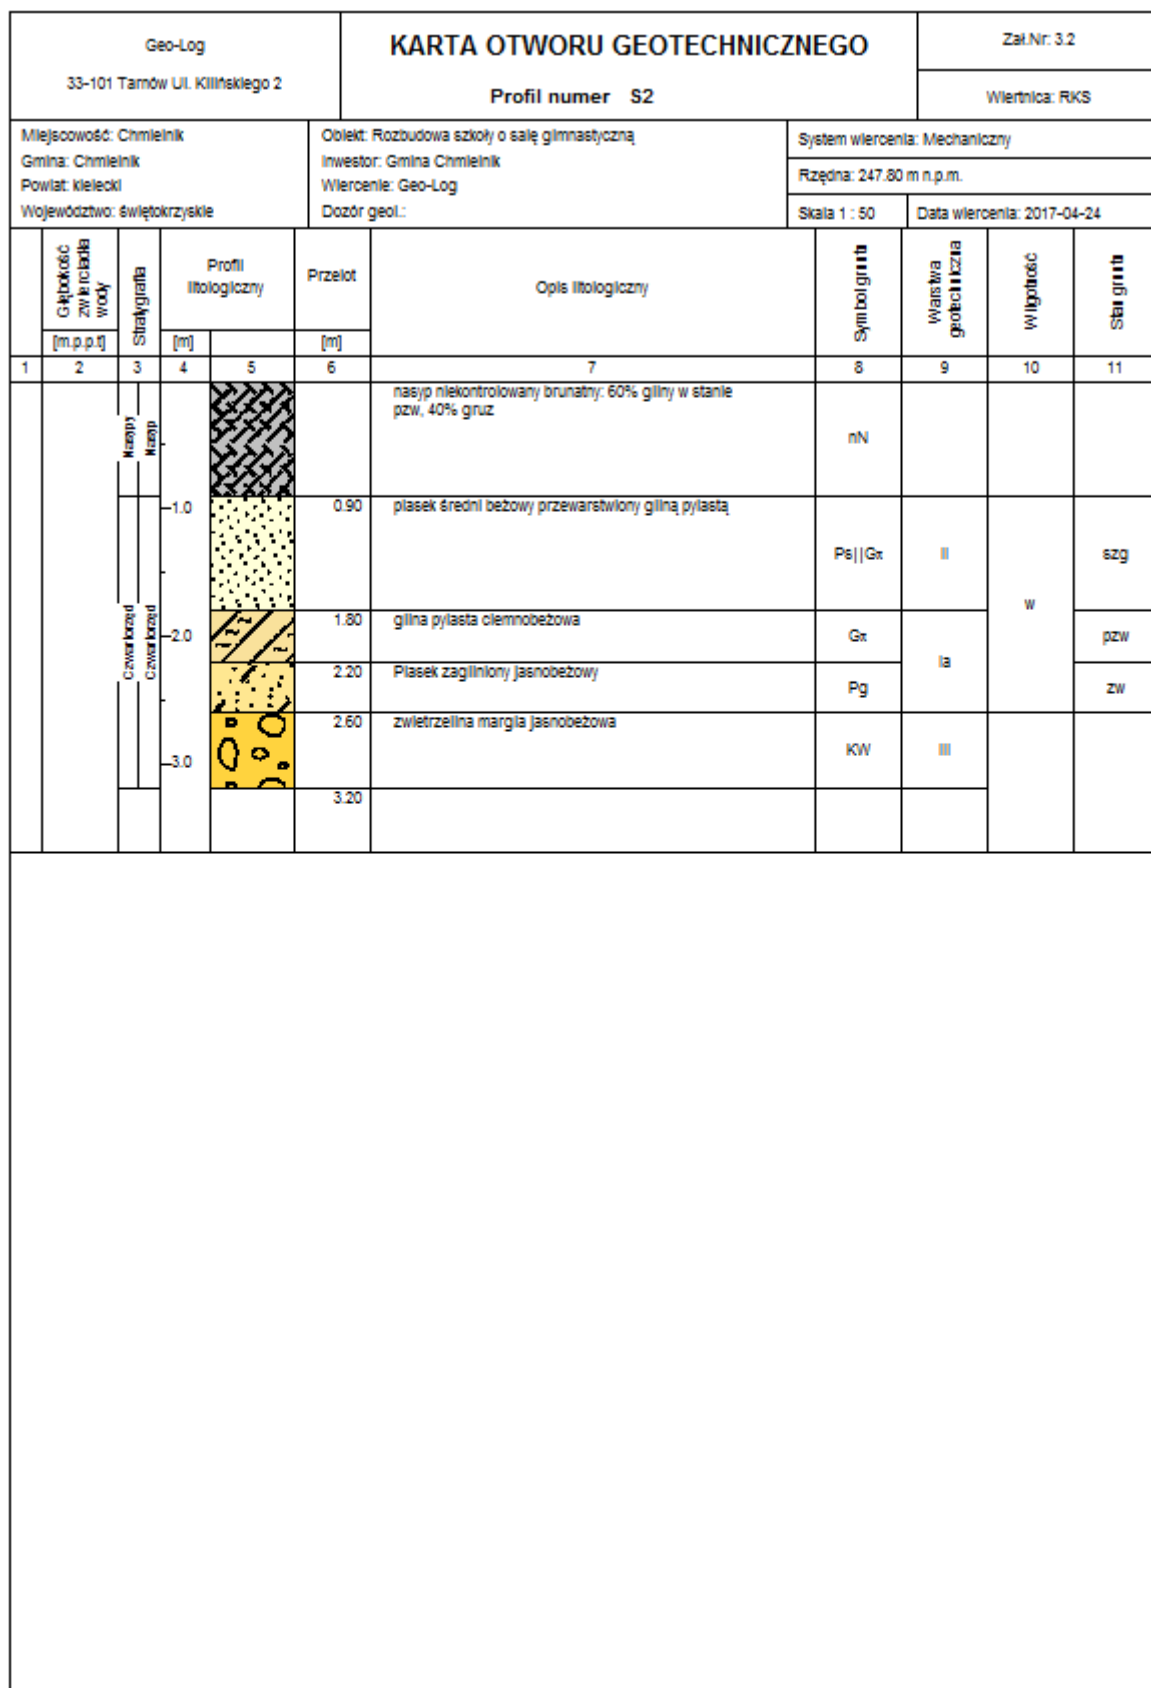 Geo-Log
33-101 Tarnów Ul. Kilińskiego 2
KARTA OTWORU GEOTECHNICZNEGO
Profil numer S2
Zał.Nr: 3.2
Wiertnica: RKS
Miejscowość: Chmielnik
Gmina: Chmielnik
Powiat: kielecki
Województwo: świętokrzyskie
Obiekt: Rozbudowa szkoły o salę gimnastyczną
Inwestor: Gmina Chmielnik
Wiercenie: Geo-Log
Dozór geol.:
System wiercenia: Mechaniczny
Rzędna: 247.80 m n.p.m.
Skala 1 : 50
Data wiercenia: 2017-04-24
Głębokość
zwierciadła
wody
[m.p.p.t]
Stratygrafia
Profil
litologiczny
[m]
Przelot
[m]
Opis litologiczny
Symbol gruntu
Warstwa
geotechniczna
Wilgotność
Stan gruntu
1 2 3 4 5 6 7 8 9 10 11
Nasypy
Nasyp
nasyp niekontrolowany brunatny: 60% gliny w stanie
pzw, 40% gruz
nN
Czwartorzęd
Czwartorzęd
1.0
0.90
piasek średni beżowy przewarstwiony gliną pylastą
Ps||Gπ
II
szg
w
1.80
glina pylasta ciemnobeżowa
2.0
Gπ
pzw
Ia
2.20
Piasek zagliniony jasnobeżowy
Pg
zw
2.60
zwietrzelina margla jasnobeżowa
KW
III
3.0
3.20